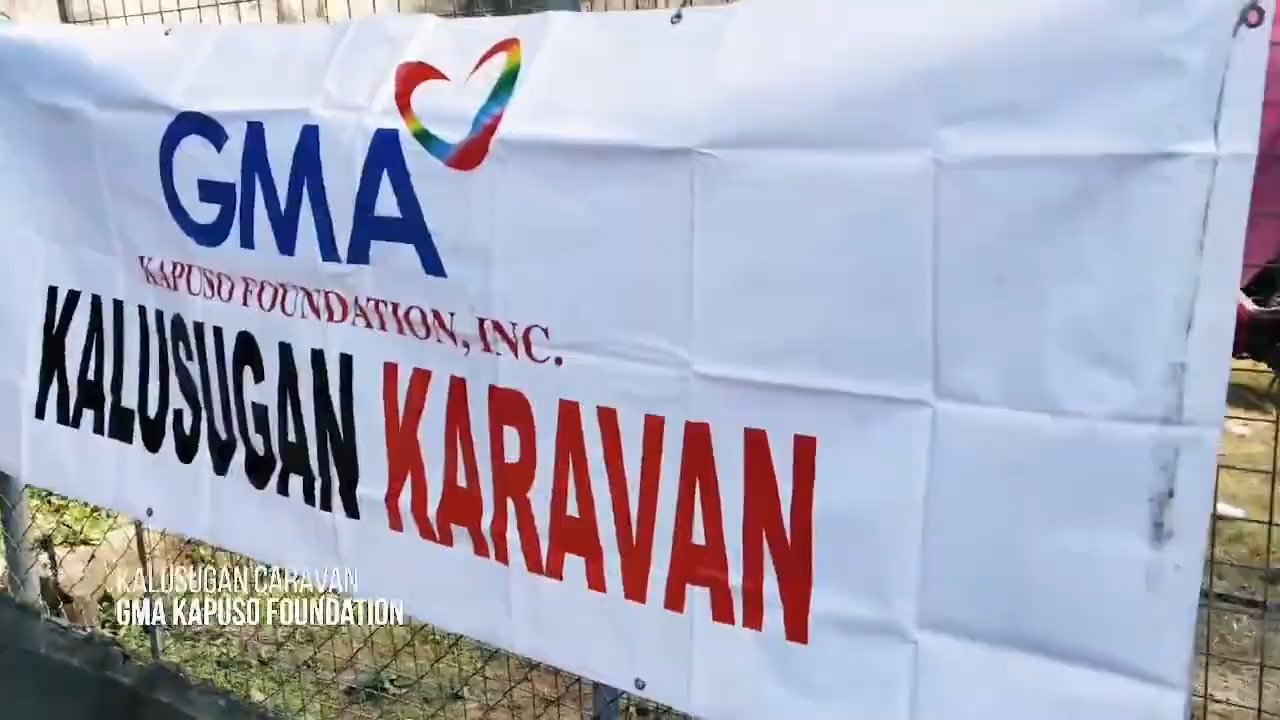 GMA
KAPUSO FOUNDATION, INC.
KALUSUGAN KARAVAN
KALUSUGAN CARAVAN
GMA KAPUSO FOUNDATION